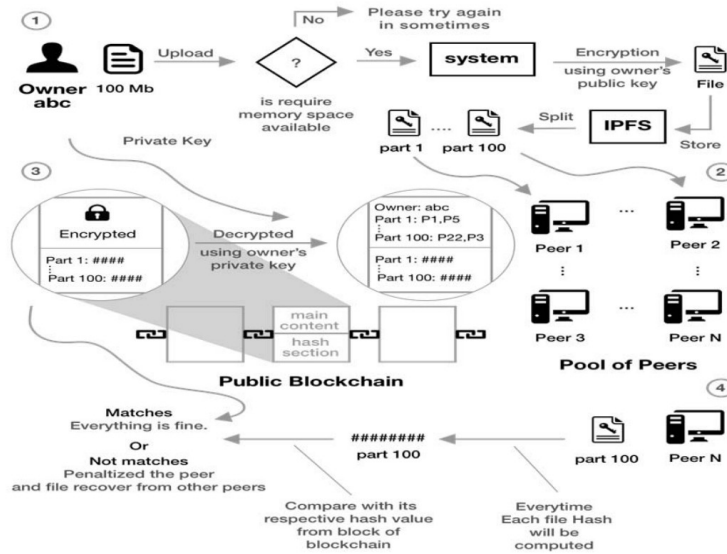 1
No
Please try again
in sometimes
Owner
abc
100 Mb
Upload
?
is require
memory space
available
Yes
system
Encryption
using owner's
public key
File
Store
IPFS
Split
part 1
....
part 100
Private Key
2
Peer 1
...
Peer 2
Peer 3
...
Peer N
Pool of Peers
3
Encrypted
Part 1: ####
Part 100: ####
Decrypted
using owner's
private key
Owner: abc
Part 1: P1,P5
Part 100: P22,P3
Part 1: ####
Part 100: ####
main
content
hash
section
Public Blockchain
4
Matches
Everything is fine.
Or
Not matches
Penaltized the peer
and file recover from other peers
########
part 100
part 100
Peer N
Compare with its
respective hash value
from block of
blockchain
Everytime
Each file Hash
will be
computed